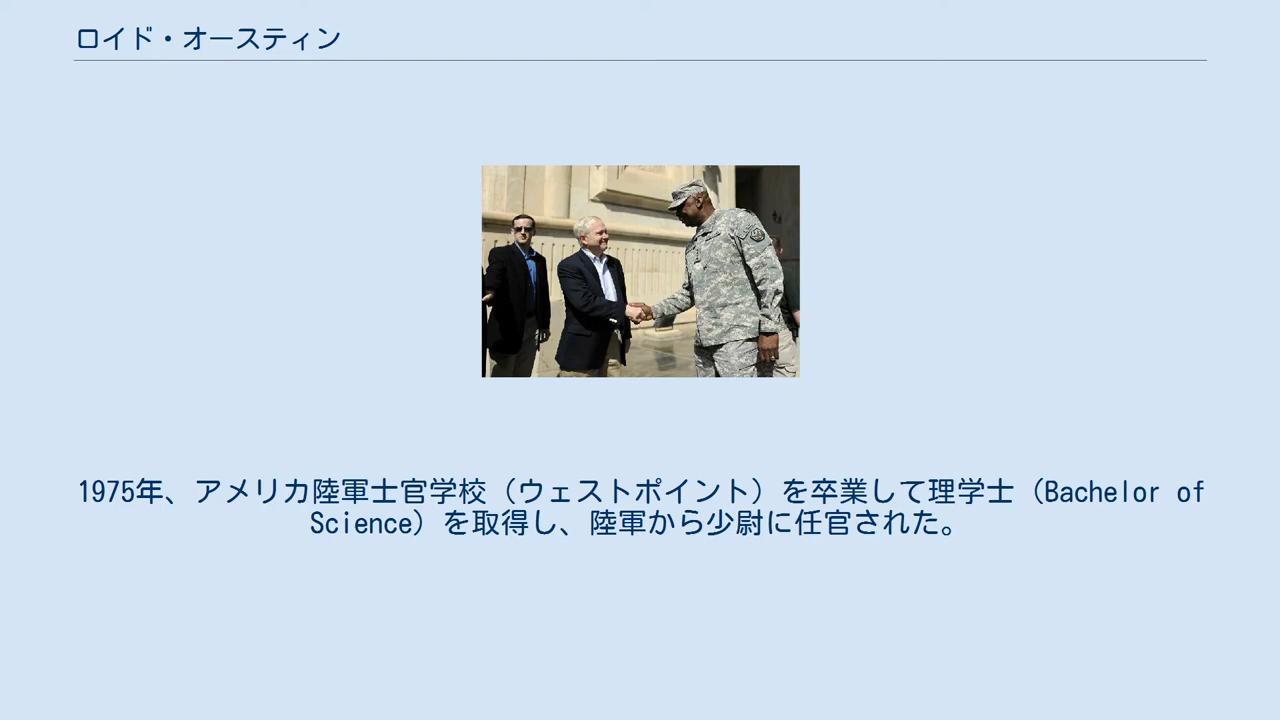 ロイド・オースティン
1975年、アメリカ陸軍士官学校（ウェストポイント）を卒業して理学士（Bachelor of
Science）を取得し、陸軍から少尉に任官された。